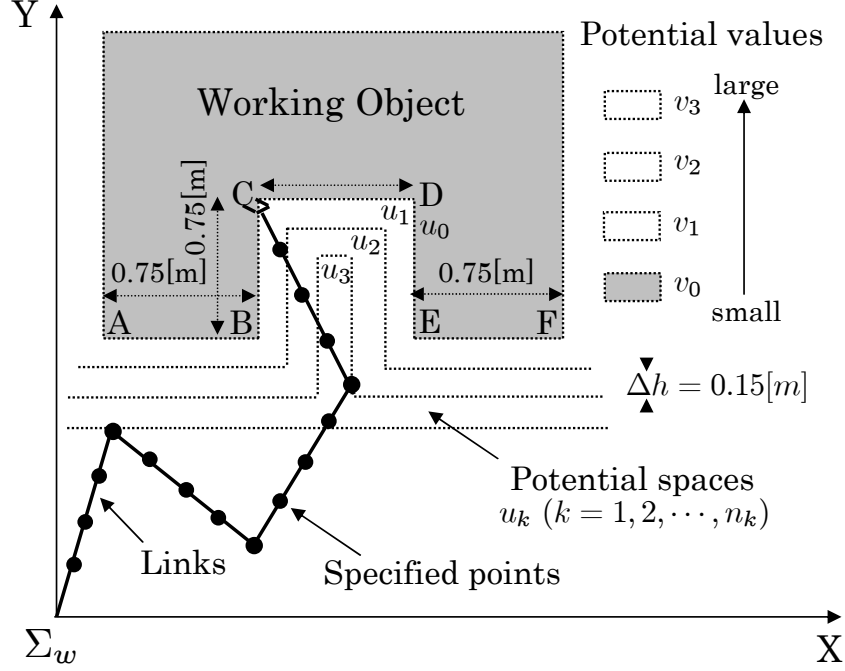 Y
Potential values
large
Working Object
v3
v2
C
D
u1
v1
u0
0.75[m]
u2
0.75[m]
u3
0.75[m]
v0
A
B
E
F
small
Δh = 0.15[m]
Potential spaces
uk (k = 1, 2, ⋯, nk)
Links
Specified points
Σw
X